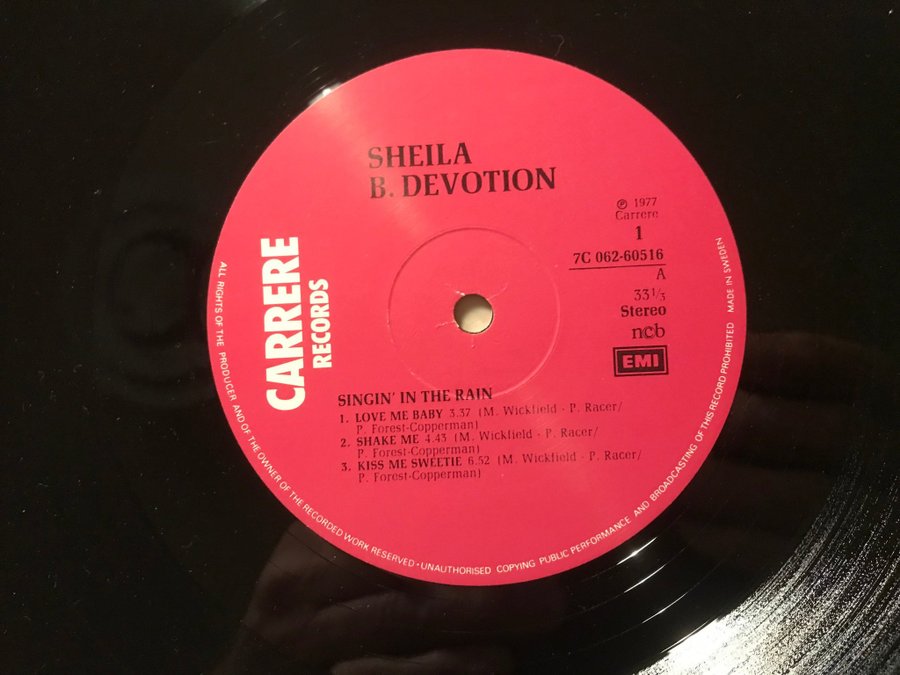 SHEILA
B. DEVOTION
℗ 1977
Carrere
1
7C 062-60516
A
33 1/3
Stereo
ncb
EMI
CARRERE
RECORDS
SINGIN' IN THE RAIN
1. LOVE ME BABY 3.37 (M. Wickfield - P. Racer/
P. Forest-Copperman)
2. SHAKE ME 4.43 (M. Wickfield - P. Racer/
P. Forest-Copperman)
3. KISS ME SWEETIE 6.52 (M. Wickfield - P. Racer/
P. Forest-Copperman)
ALL RIGHTS OF THE PRODUCER AND OF THE OWNER OF THE RECORDED WORK RESERVED • UNAUTHORISED COPYING PUBLIC PERFORMANCE AND BROADCASTING OF THIS RECORD PROHIBITED MADE IN SWEDEN